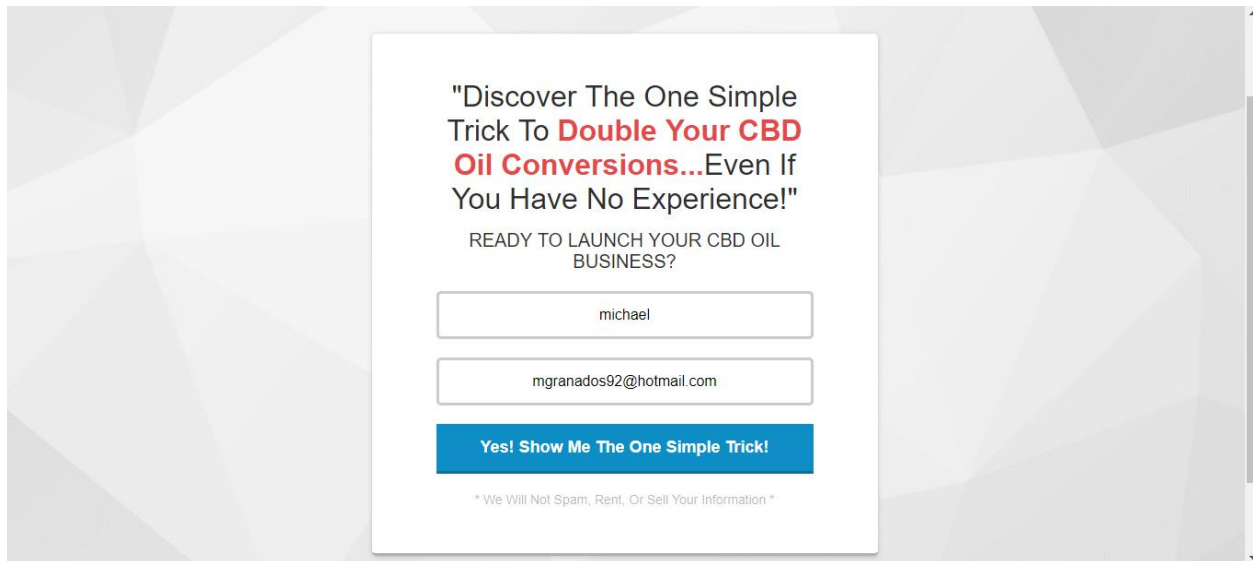 "Discover The One Simple
Trick To Double Your CBD
Oil Conversions...Even If
You Have No Experience!"
READY TO LAUNCH YOUR CBD OIL
BUSINESS?
michael
mgranados92@hotmail.com
Yes! Show Me The One Simple Trick!
* We Will Not Spam, Rent, Or Sell Your Information *